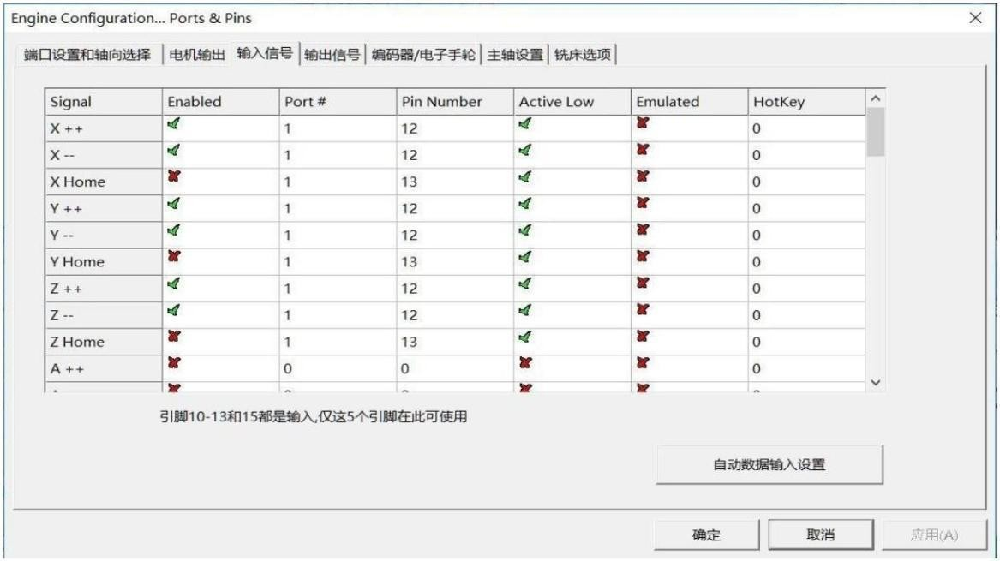 Engine Configuration... Ports & Pins
端口设置和轴向选择 电机输出 输入信号 输出信号 编码器/电子手轮 主轴设置 铣床选项
Signal Enabled Port # Pin Number Active Low Emulated HotKey
X ++ 1 12 0
X -- 1 12 0
X Home 1 13 0
Y ++ 1 12 0
Y -- 1 12 0
Y Home 1 13 0
Z ++ 1 12 0
Z -- 1 12 0
Z Home 1 13 0
A ++ 0 0 0
引脚10-13和15都是输入,仅这5个引脚在此可使用
自动数据输入设置
确定 取消 应用(A)